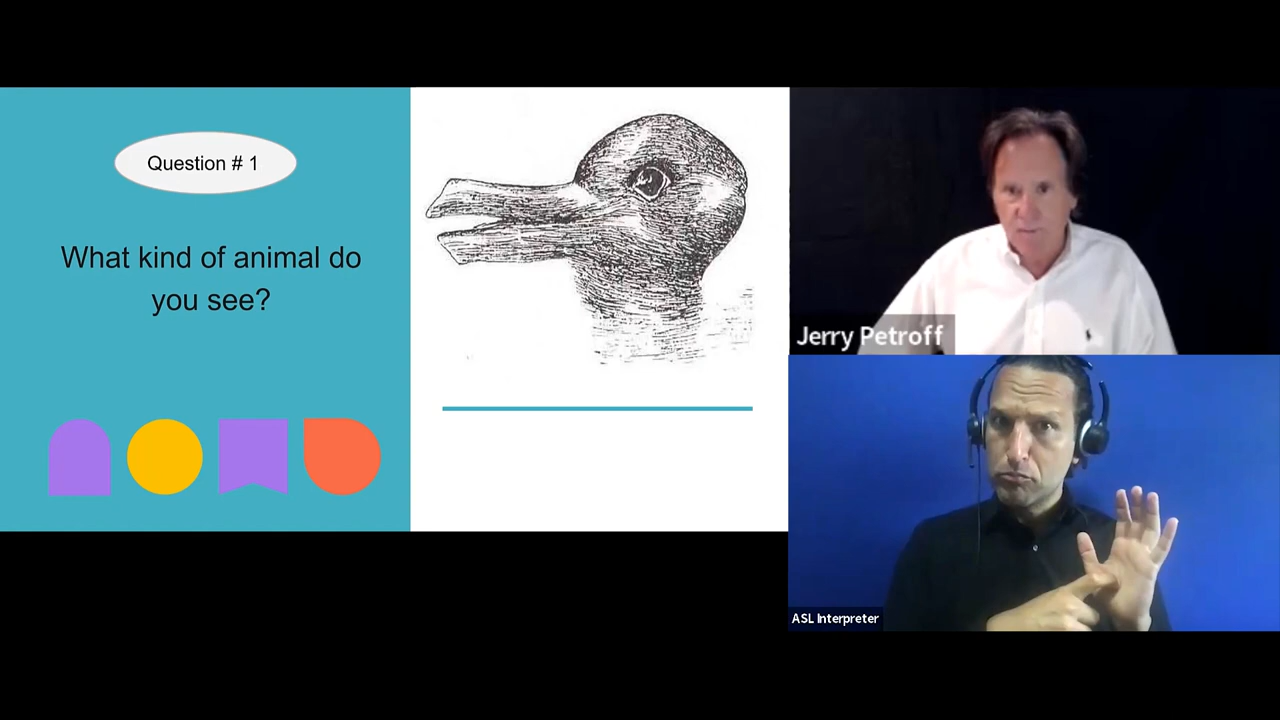 Question # 1
What kind of animal do
you see?
Jerry Petroff
ASL Interpreter